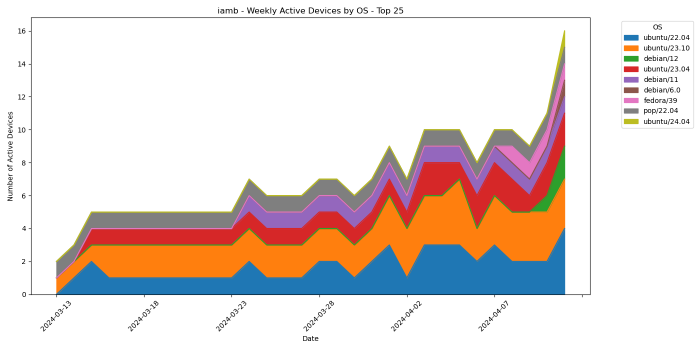 iamb - Weekly Active Devices by OS - Top 25
OS
ubuntu/22.04
ubuntu/23.10
debian/12
ubuntu/23.04
debian/11
debian/6.0
fedora/39
pop/22.04
ubuntu/24.04
Number of Active Devices
16
14
12
10
8
6
4
2
0
2024-03-13
2024-03-18
2024-03-23
2024-03-28
2024-04-02
2024-04-07
Date